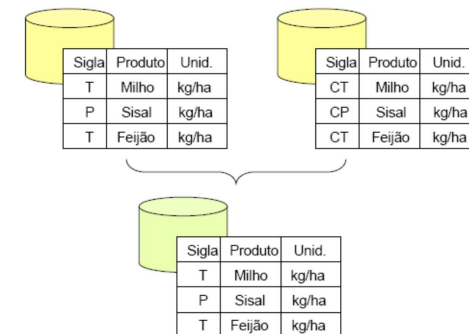 Sigla Produto Unid.
T Milho kg/ha
P Sisal kg/ha
T Feijão kg/ha
Sigla Produto Unid.
CT Milho kg/ha
CP Sisal kg/ha
CT Feijão kg/ha
Sigla Produto Unid.
T Milho kg/ha
P Sisal kg/ha
T Feijão kg/ha